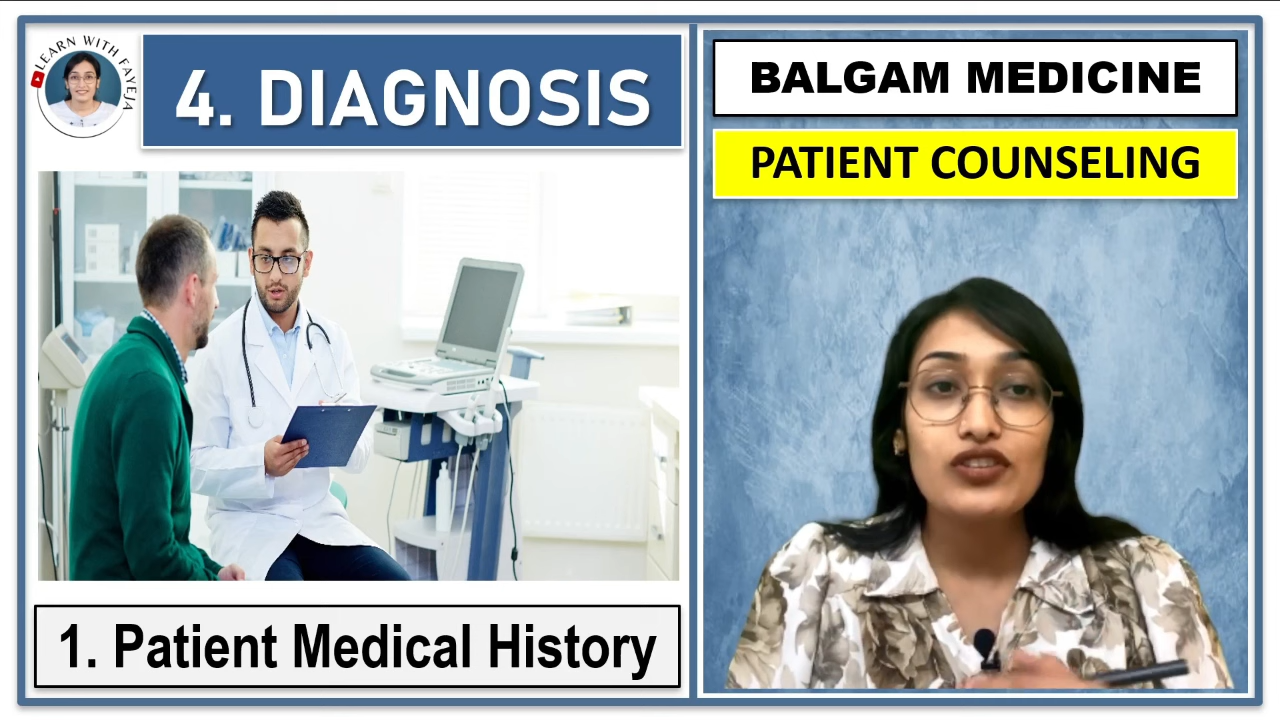 LEARN WITH FAYEJA
4. DIAGNOSIS
1. Patient Medical History
BALGAM MEDICINE
PATIENT COUNSELING